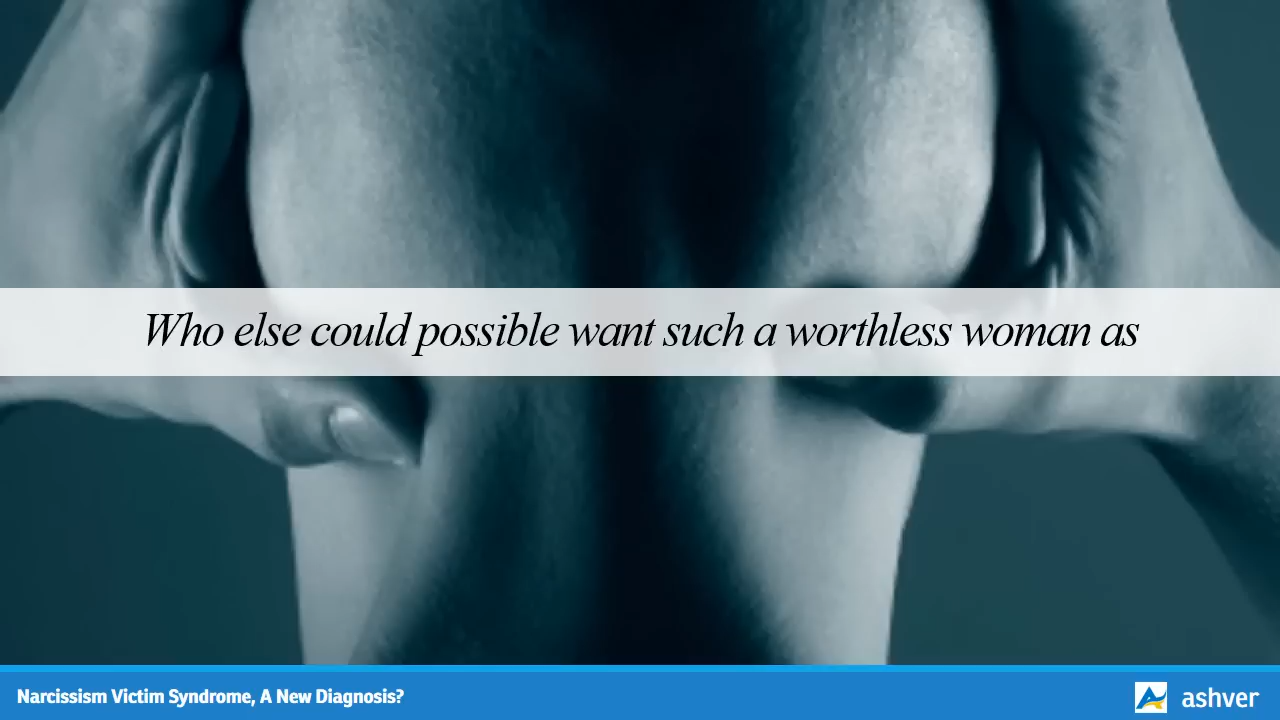 Who else could possible want such a worthless woman as
Narcissism Victim Syndrome, A New Diagnosis?
ashver